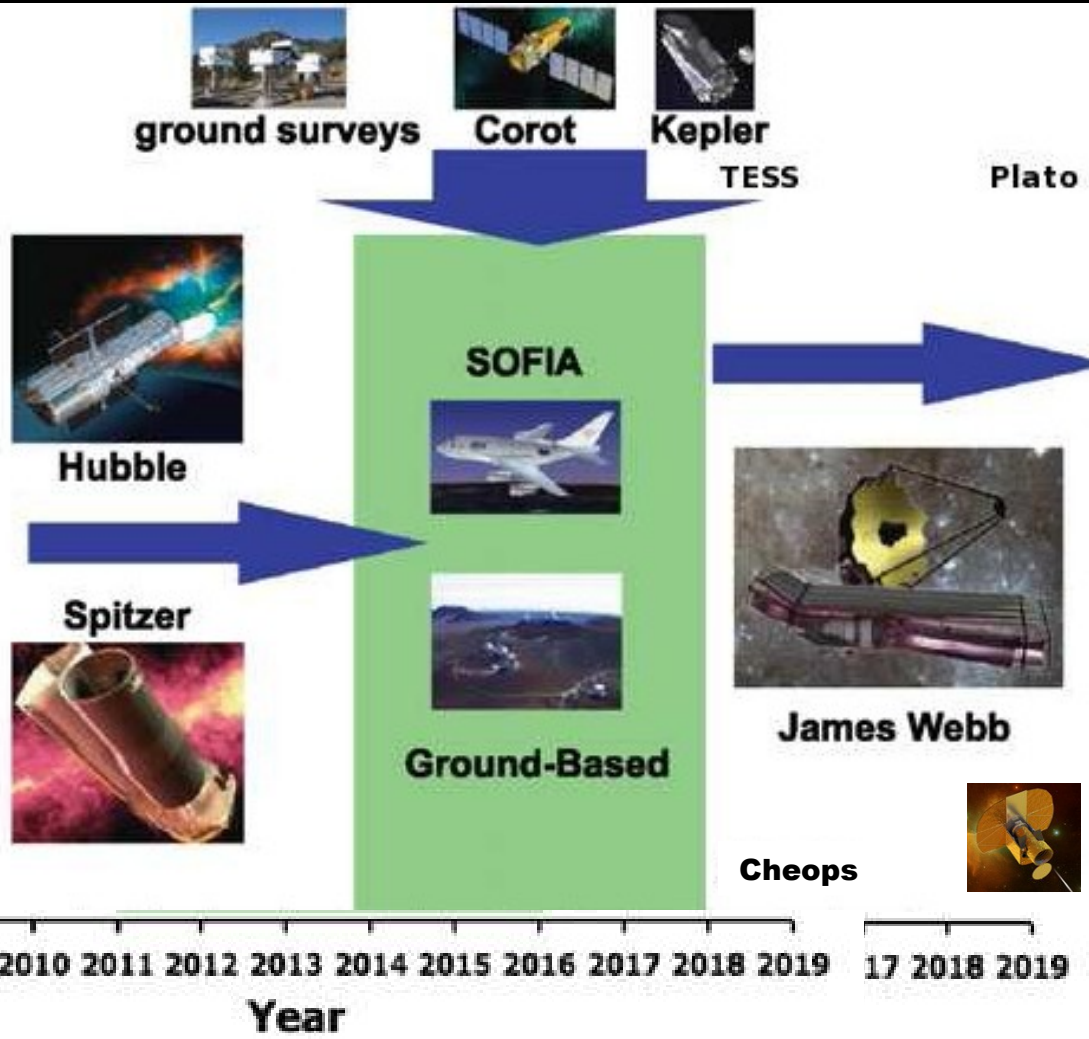 ground surveys
Corot
Kepler
TESS
Plato
SOFIA
Hubble
Spitzer
Ground-Based
James Webb
Cheops
2010 2011 2012 2013 2014 2015 2016 2017 2018 2019
17 2018 2019
Year